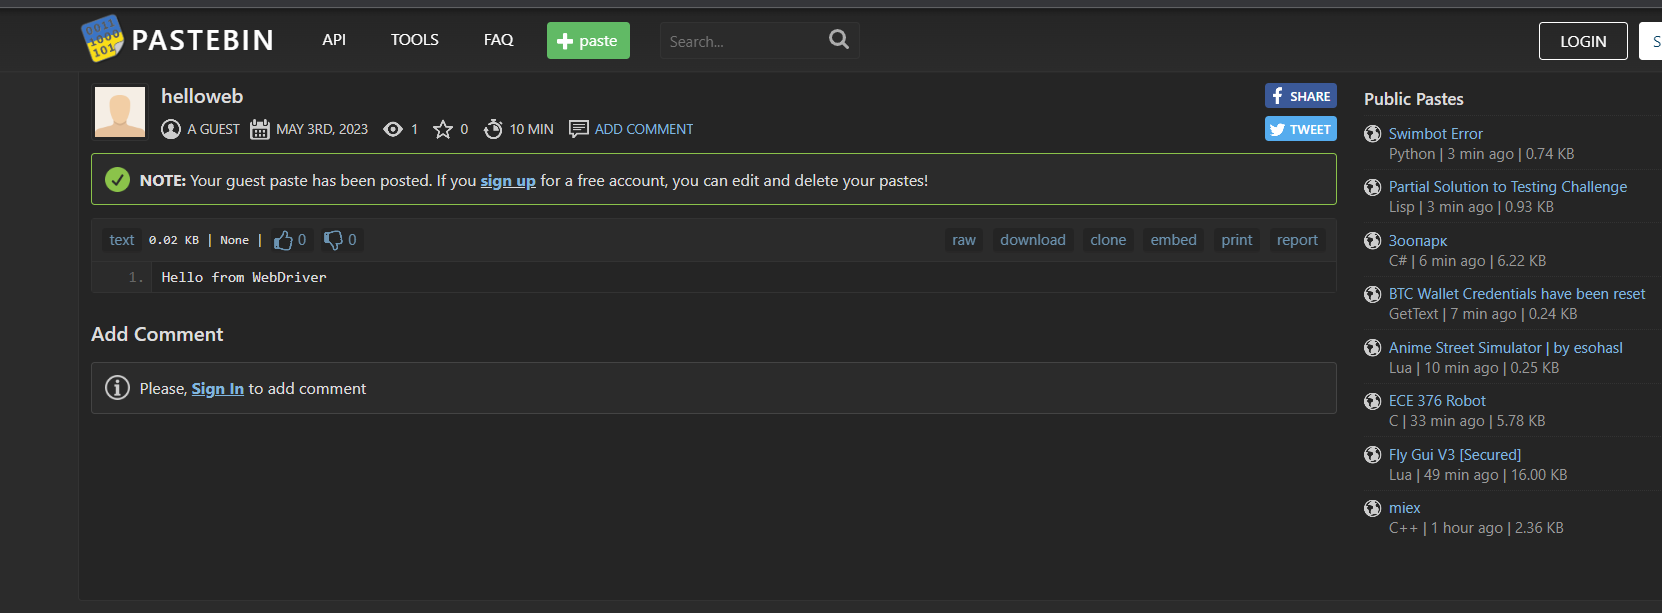 0011
1000
101
PASTEBIN
API
TOOLS
FAQ
+ paste
Search...
LOGIN
S
helloweb
A GUEST
MAY 3RD, 2023
1
0
10 MIN
ADD COMMENT
SHARE
TWEET
NOTE: Your guest paste has been posted. If you sign up for a free account, you can edit and delete your pastes!
text 0.02 KB | None | 0 0
raw
download
clone
embed
print
report
1. Hello from WebDriver
Add Comment
Please, Sign In to add comment
Public Pastes
Swimbot Error
Python | 3 min ago | 0.74 KB
Partial Solution to Testing Challenge
Lisp | 3 min ago | 0.93 KB
Зоопарк
C# | 6 min ago | 6.22 KB
BTC Wallet Credentials have been reset
GetText | 7 min ago | 0.24 KB
Anime Street Simulator | by esohasl
Lua | 10 min ago | 0.25 KB
ECE 376 Robot
C | 33 min ago | 5.78 KB
Fly Gui V3 [Secured]
Lua | 49 min ago | 16.00 KB
miex
C++ | 1 hour ago | 2.36 KB